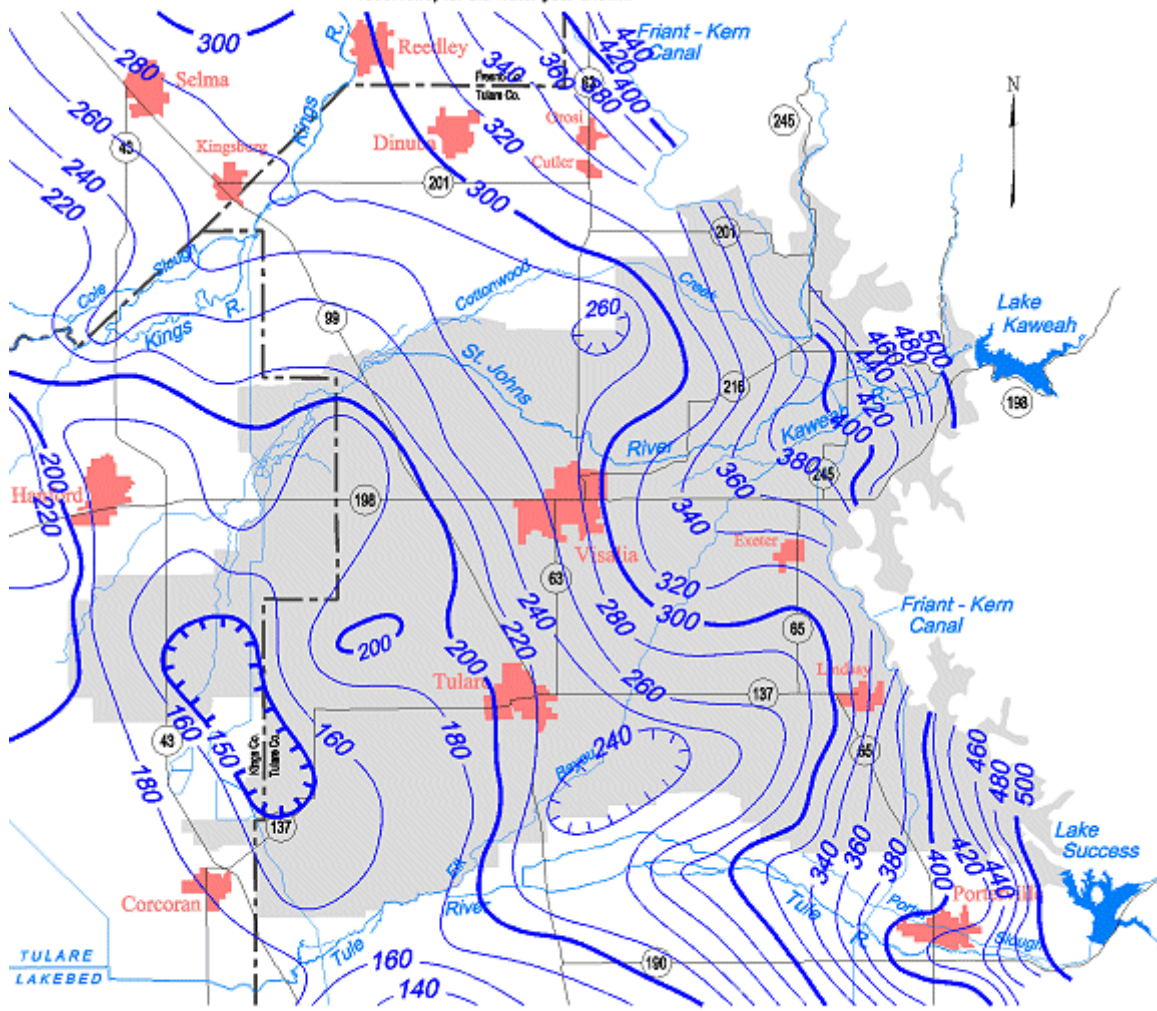 300
R.
Reedley
Friant - Kern
Canal
440
420
400
380
360
340
280
Selma
Fresno Co.
Tulare Co.
63
Kings
260
43
Kingsburg
Dinuba
Orosi
Cutler
320
245
N
240
220
201
300
201
Slough
Cole
Kings
R.
Cottonwood
Creek
99
260
St. Johns
River
216
Kaweah
R.
500
480
460
440
420
400
380
Lake
Kaweah
198
200
220
Hanford
198
Visalia
245
360
340
Exeter
320
300
63
240
220
280
260
Friant - Kern
Canal
65
Lindsay
200
200
Tulare
137
180
160
150
160
43
Kings Co.
Tulare Co.
180
137
240
Bayou
65
460
480
500
340
360
380
400
420
440
Lake
Success
Corcoran
Elk
River
Tule
R.
Porter
Slough
Porterville
190
Tule
160
140
TULARE
LAKEBED